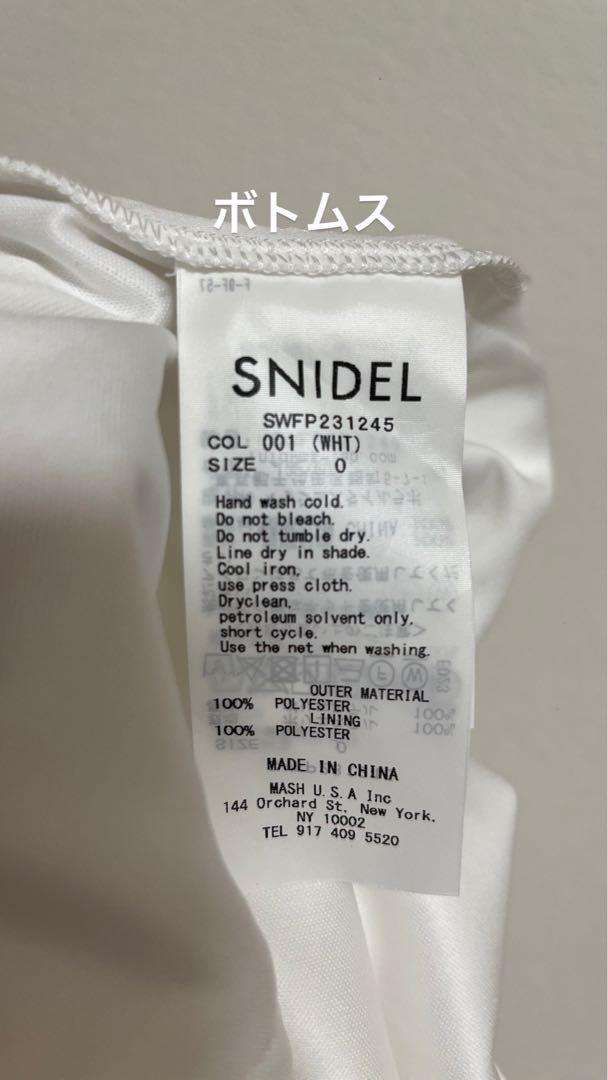 ボトムス
SNIDEL
SWFP231245
COL 001 (WHT)
SIZE 0
Hand wash cold.
Do not bleach.
Do not tumble dry.
Line dry in shade.
Cool iron,
use press cloth.
Dryclean,
petroleum solvent only,
short cycle.
Use the net when washing.
OUTER MATERIAL
100% POLYESTER
LINING
100% POLYESTER
MADE IN CHINA
MASH U.S.A Inc
144 Orchard St, New York,
NY 10002
TEL 917 409 5520